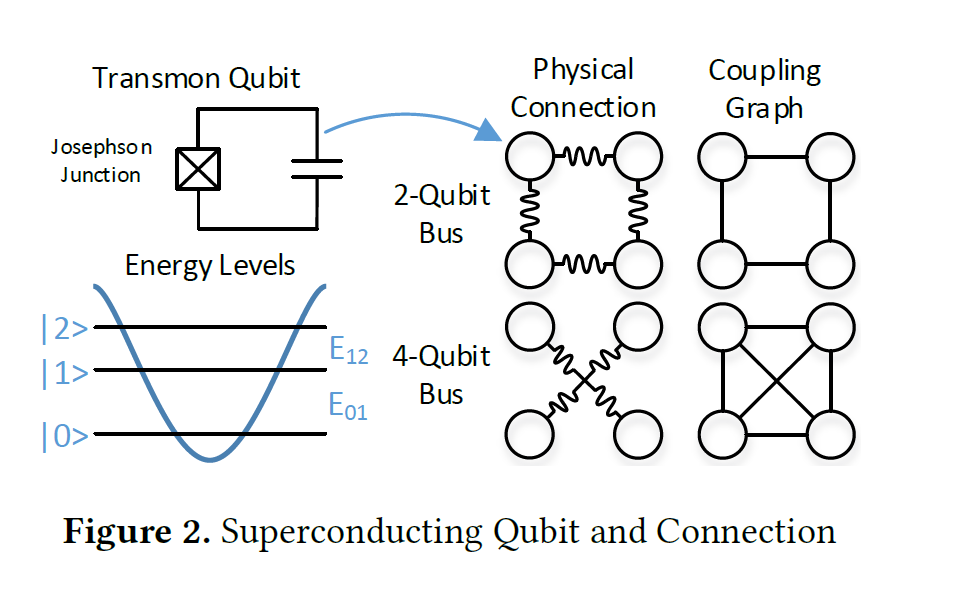 Transmon Qubit
Josephson
Junction
Energy Levels
|2>
|1>
|0>
E12
E01
Physical
Connection
Coupling
Graph
2-Qubit
Bus
4-Qubit
Bus
Figure 2. Superconducting Qubit and Connection